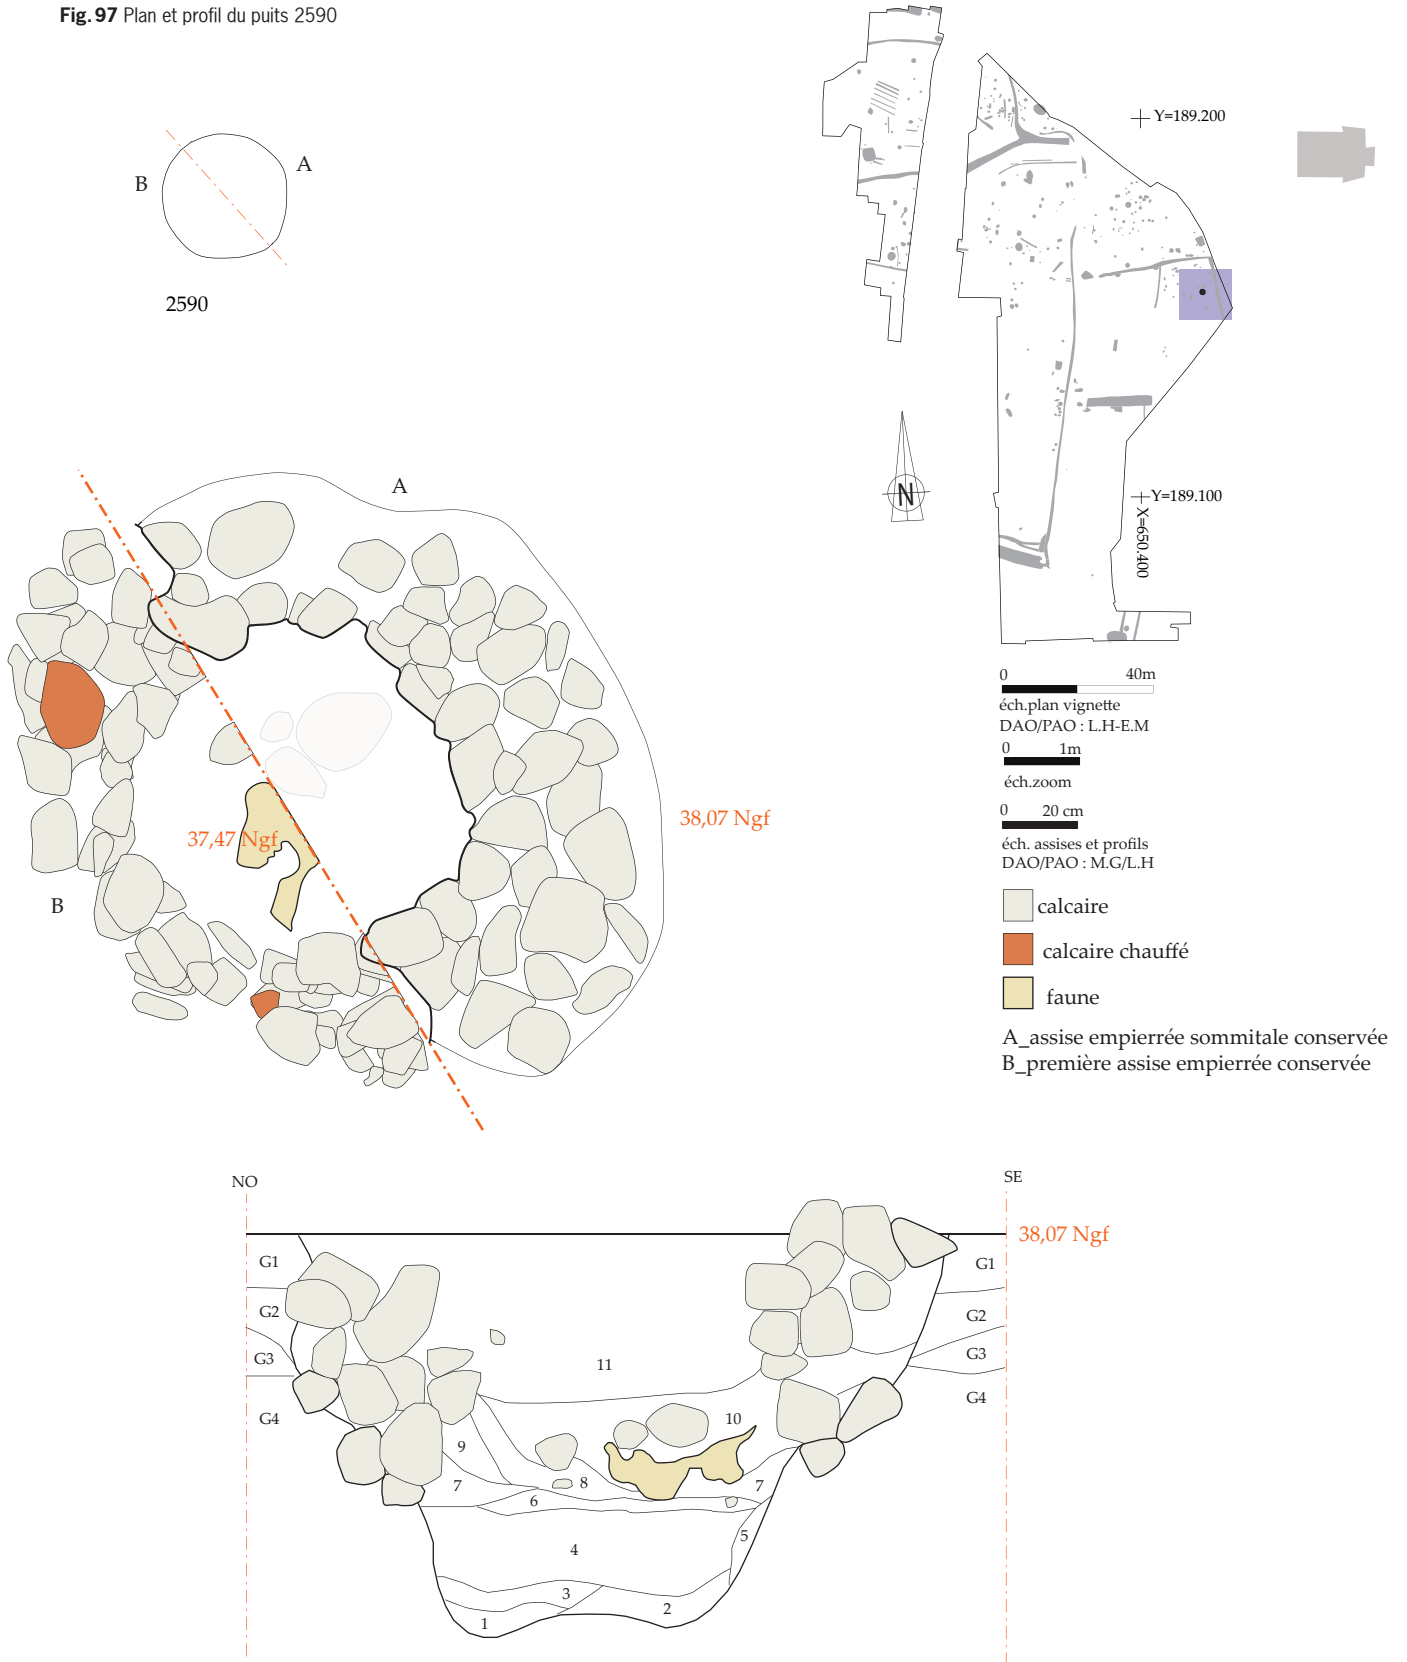 Fig. 97 Plan et profil du puits 2590
A
B
2590
Y=189.200
Y=189.100
X=650.400
N
0 40m
éch.plan vignette
DAO/PAO : L.H-E.M
0 1m
éch.zoom
0 20 cm
éch. assises et profils
DAO/PAO : M.G/L.H
calcaire
calcaire chauffé
faune
A_assise empierrée sommitale conservée
B_première assise empierrée conservée
A
38,07 Ngf
37,47 Ngf
B
NO
SE
38,07 Ngf
G1
G1
G2
G2
G3
G3
G4
G4
11
10
9
8
7
7
6
5
4
3
2
1